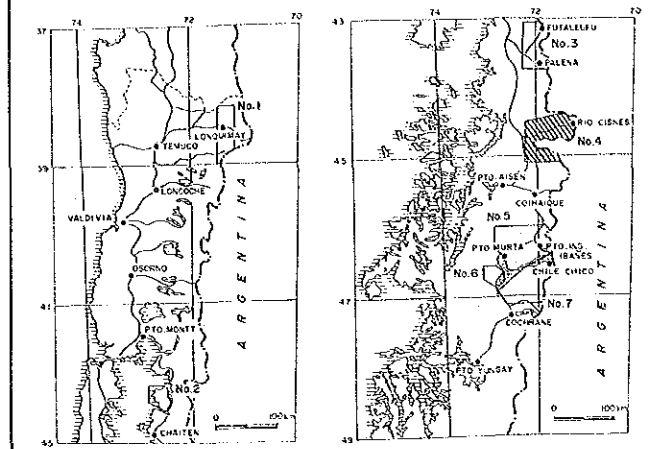 74
72
70
37
No.1
LONQUIMAY
TEMUCO
39
LONCOCHE
VALDIVIA
OSORNO
41
PTO.MONTT
No.2
CHAITEN
ARGENTINA
0 100km
74
72
70
43
FUTALEUFU
No.3
PALENA
RIO CISNES
No.4
45
PTO.AISEN
COIHAIQUE
No.5
PTO MURTA
PTO.ING.
IBAÑES
CHILE CHICO
No.6
47
No.7
COCHRANE
ARGENTINA
0 100km
49